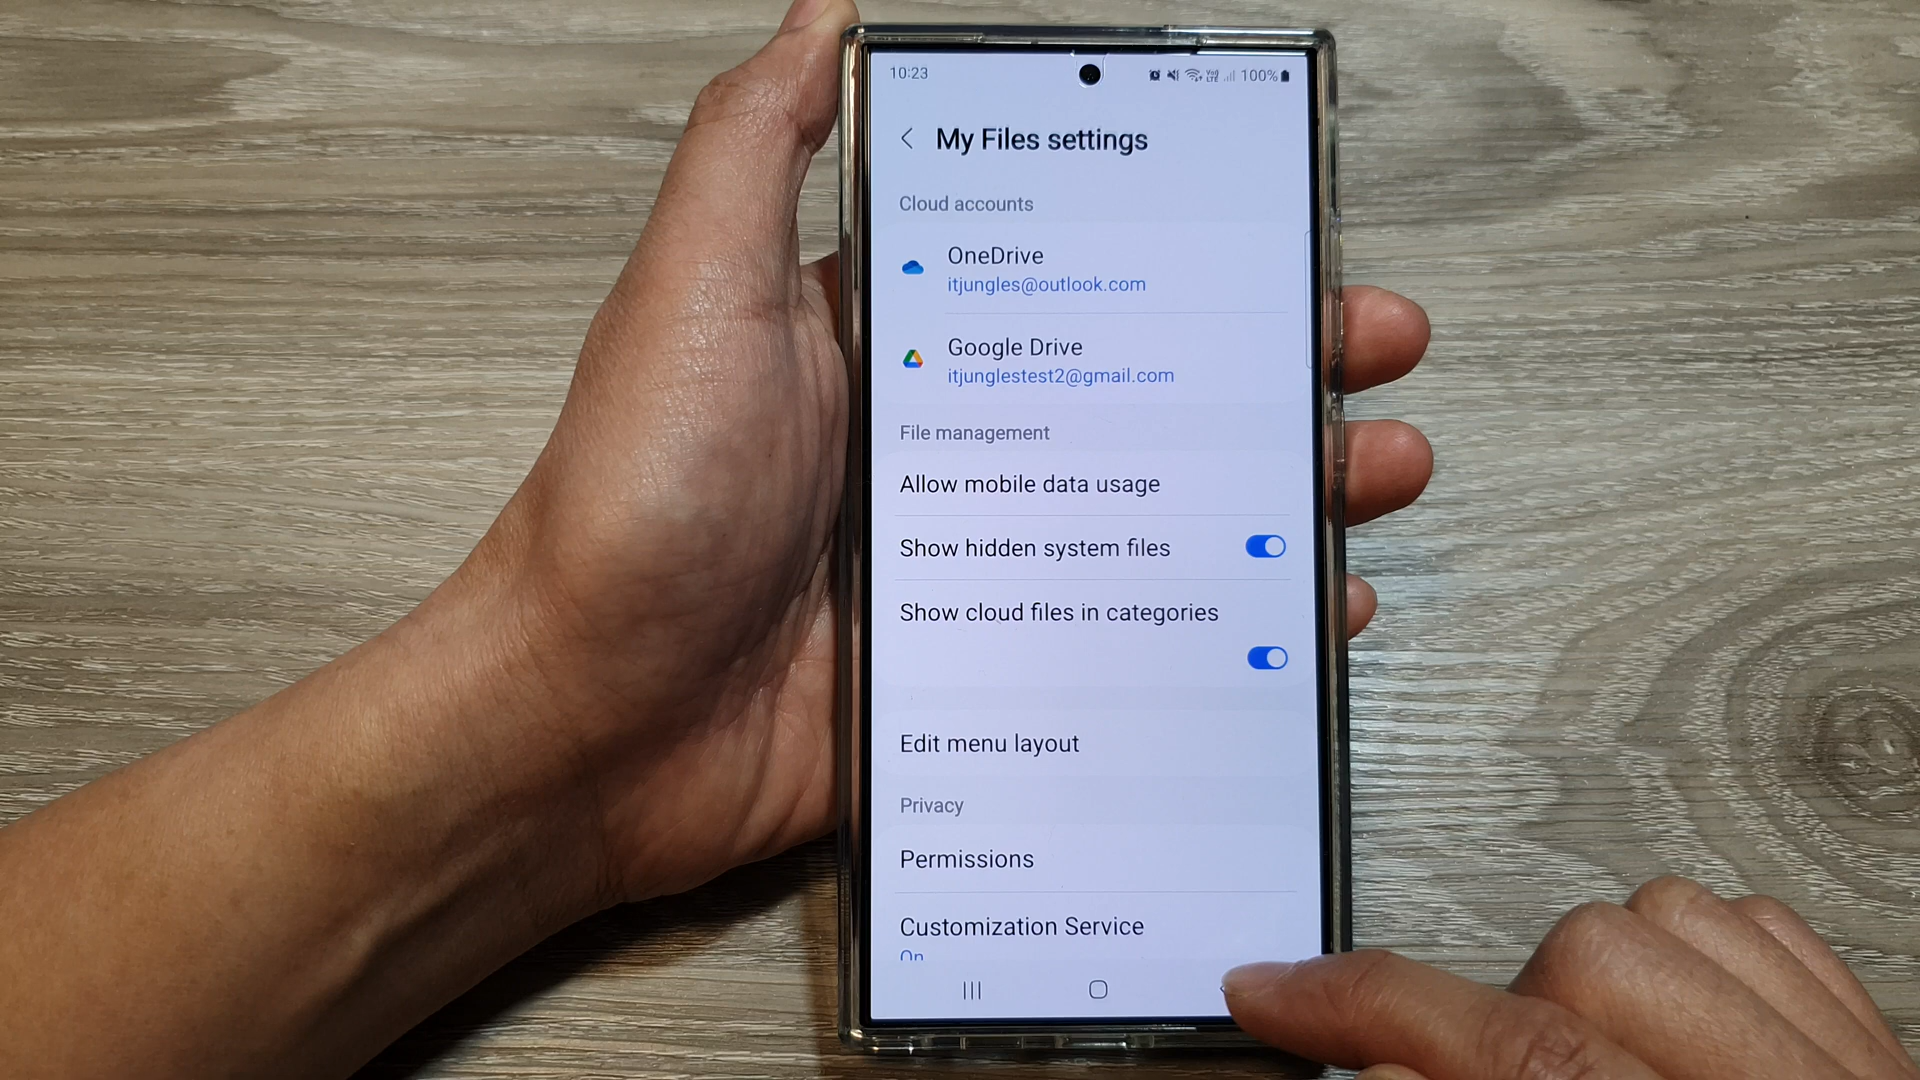 10:23
100%
My Files settings
Cloud accounts
OneDrive
itjungles@outlook.com
Google Drive
itjunglestest2@gmail.com
File management
Allow mobile data usage
Show hidden system files
Show cloud files in categories
Edit menu layout
Privacy
Permissions
Customization Service
On